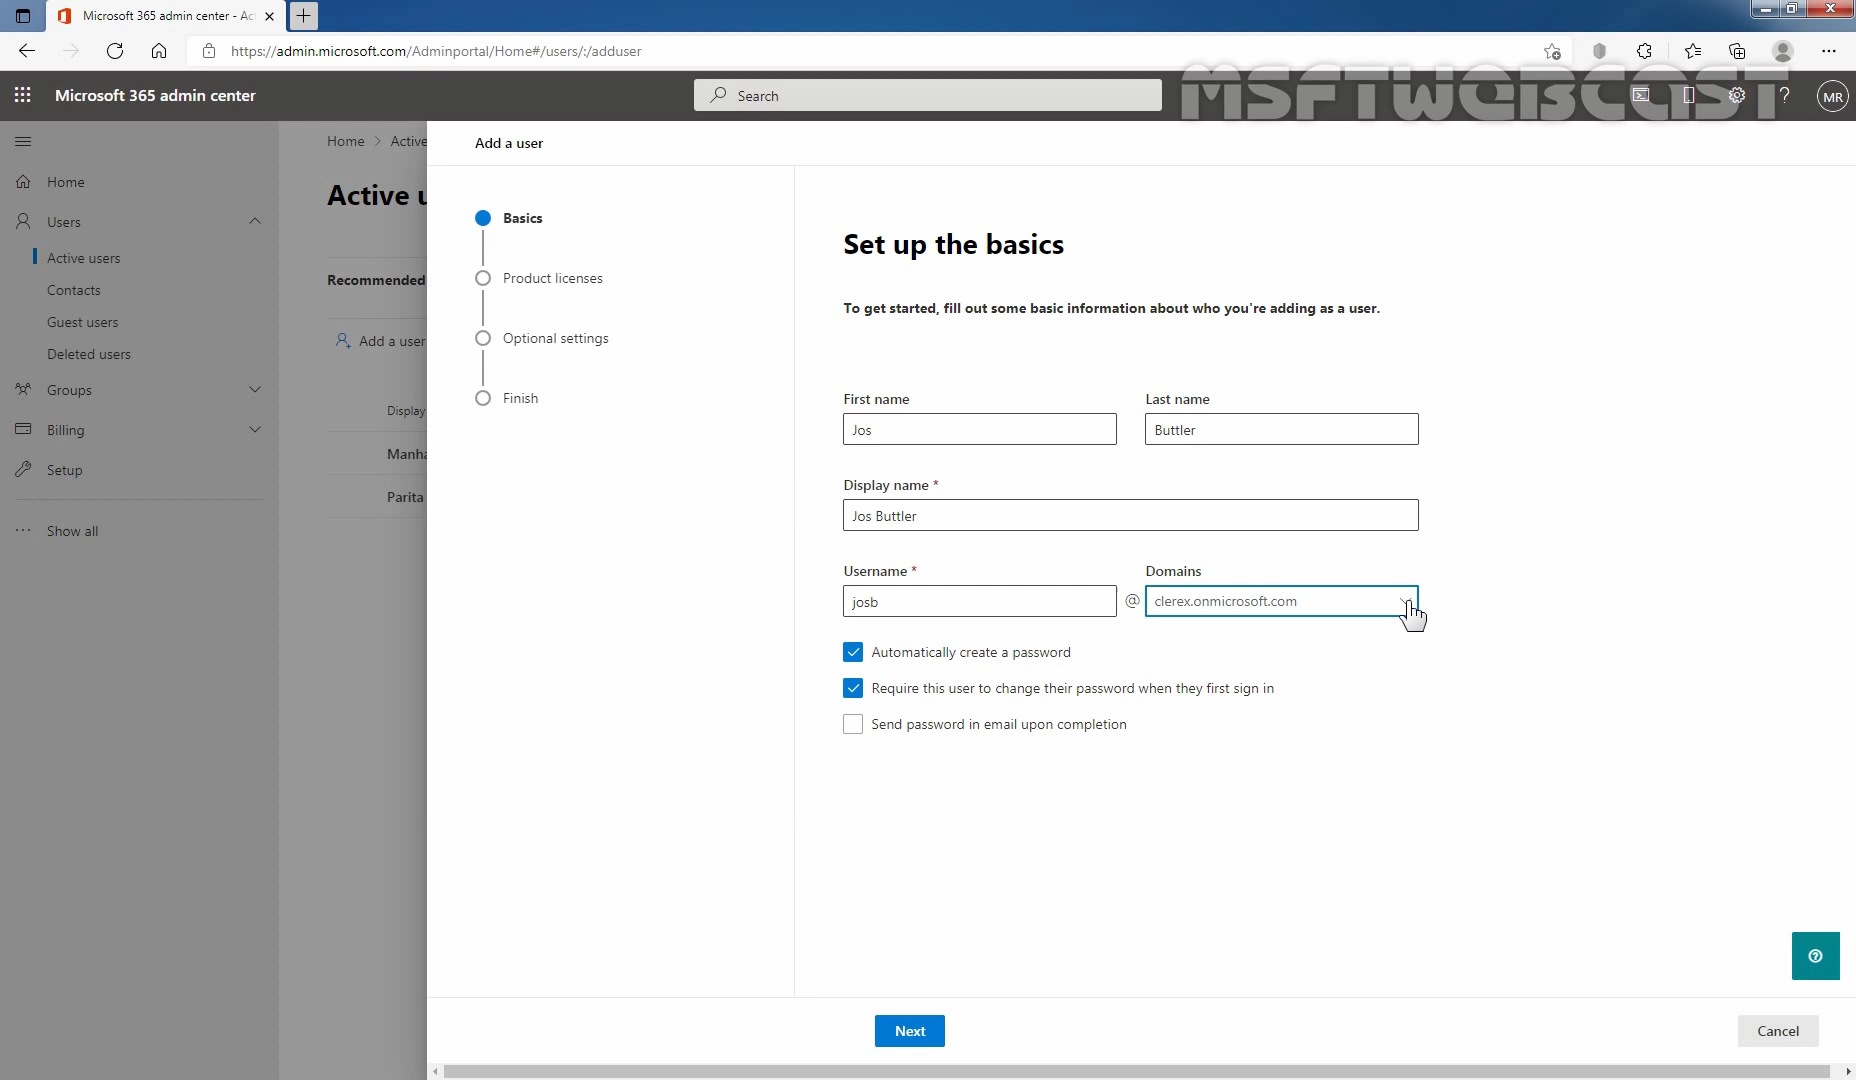 Microsoft 365 admin center - Ac
https://admin.microsoft.com/Adminportal/Home#/users/:/adduser
Microsoft 365 admin center
Search
MSFTWEBCAST
MR
Home
Users
Active users
Contacts
Guest users
Deleted users
Groups
Billing
Setup
Show all
Home > Active
Active u
Recommended
Add a user
Display
Manha
Parita
Add a user
Basics
Product licenses
Optional settings
Finish
Set up the basics
To get started, fill out some basic information about who you're adding as a user.
First name
Last name
Jos
Buttler
Display name *
Jos Buttler
Username *
Domains
josb
@
clerex.onmicrosoft.com
Automatically create a password
Require this user to change their password when they first sign in
Send password in email upon completion
Next
Cancel